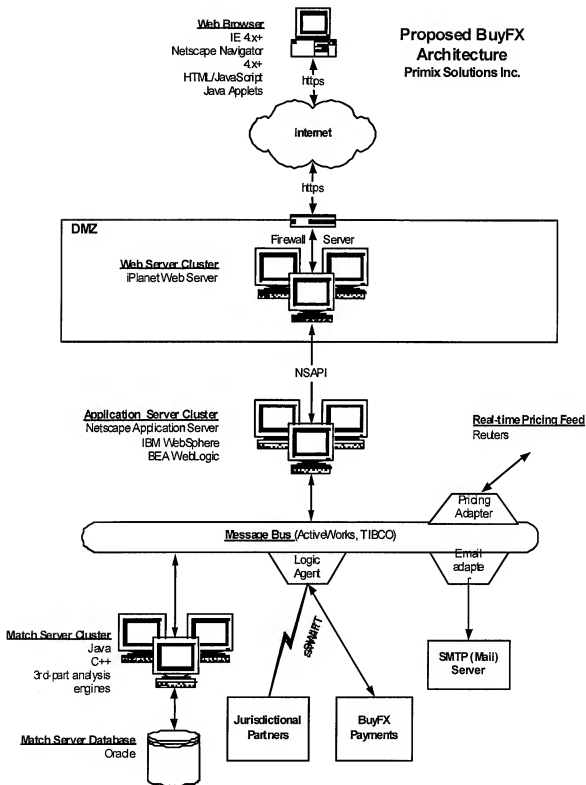 Web Browser
IE 4.x+
Netscape Navigator
4.x+
HTML/JavaScript
Java Applets
Proposed BuyFX
Architecture
Primix Solutions Inc.
https
internet
https
DMZ
Firewall Server
Web Server Cluster
iPlanet Web Server
NSAPI
Application Server Cluster
Netscape Application Server
IBM WebSphere
BEA WebLogic
Real-time Pricing Feed
Reuters
Pricing
Adapter
Message Bus (ActiveWorks, TIBCO)
Logic
Agent
Email
adapte
Match Server Cluster
Java
C++
3rd-part analysis
engines
SMTP (Mail)
Server
Jurisdictional
Partners
BuyFX
Payments
Match Server Database
Oracle